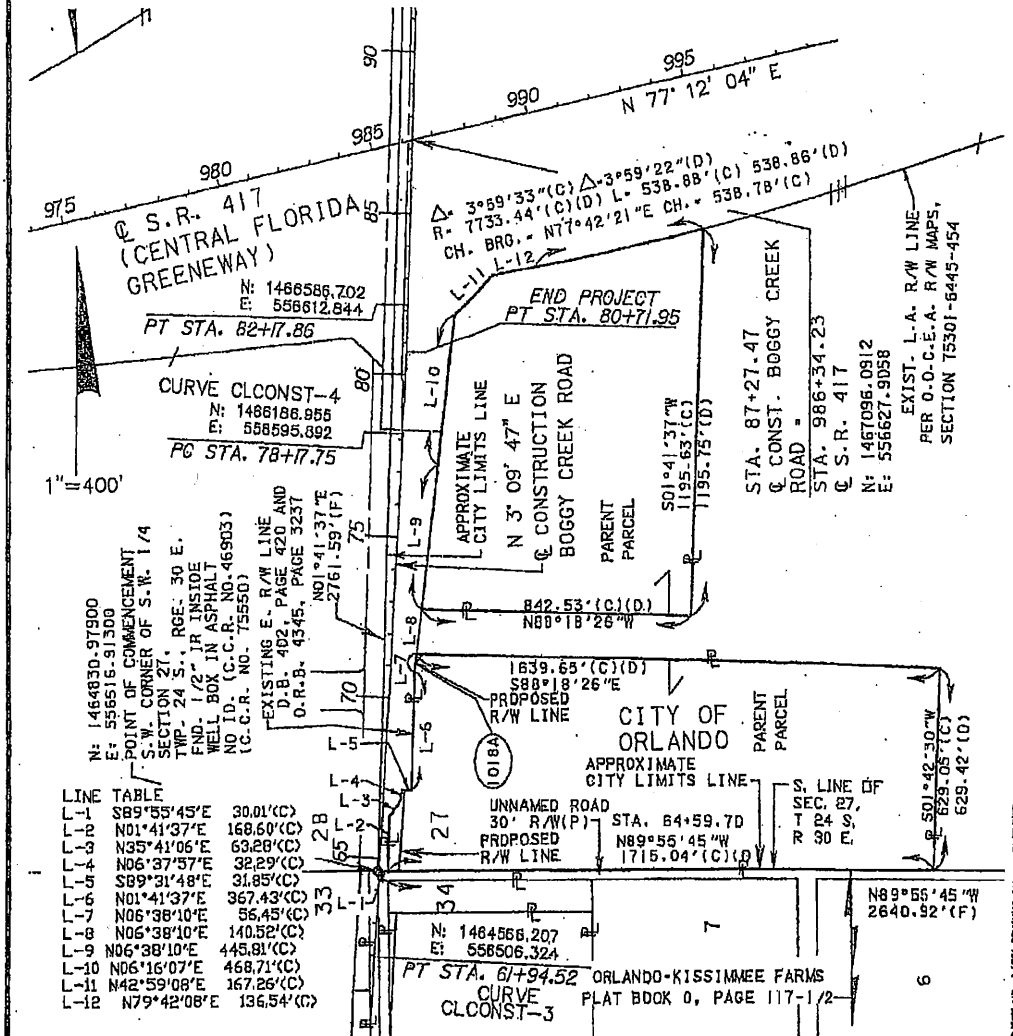 90
995
990
N 77° 12' 04" E
985
980
975
℄ S.R. 417
(CENTRAL FLORIDA
GREENEWAY)
85
Δ= 3°59'33"(C) Δ=3°59'22"(D)
R= 7733.44'(C)(D) L= 538.88'(C) 538.86'(D)
CH. BRG. = N77°42'21"E CH.= 538.78'(C)
L-12
L-11
N: 1466586.702
E: 556612.844
PT STA. 82+17.86
END PROJECT
PT STA. 80+71.95
80
CURVE CLCONST-4
N: 1466186.955
E: 556595.892
PC STA. 78+17.75
L-10
1"=400'
STA. 87+27.47
℄ CONST. BOGGY CREEK
ROAD =
STA. 986+34.23
℄ S.R. 417
N: 1467096.0912
E: 556627.9058
EXIST. L.A. R/W LINE
PER O.O.C.E.A. R/W MAPS,
SECTION 75301-6445-454
S01°41'37"W
1195.63'(C)
1195.75'(D)
APPROXIMATE
CITY LIMITS LINE
N 3° 09' 47" E
℄ CONSTRUCTION
BOGGY CREEK ROAD
PARENT
PARCEL
L-9
75
N01°41'37"E
2761.59'(F)
EXISTING E. R/W LINE
D.B. 402, PAGE 420 AND
O.R.B. 4345, PAGE 3237
N: 1464830.97900
E: 556516.91300
POINT OF COMMENCEMENT
S.W. CORNER OF S.W. 1/4
SECTION 27,
TWP. 24 S., RGE. 30 E.
FND. 1/2" IR INSIDE
WELL BOX IN ASPHALT
NO ID. (C.C.R. NO.46903)
(C.C.R. NO. 75550)
842.53'(C)(D)
N88°18'26"W
L-8
L-7
70
1639.65'(C)(D)
S88°18'26"E
PROPOSED
R/W LINE
CITY OF
ORLANDO
PARENT
PARCEL
1018A
L-6
L-5
L-4
L-3
L-2
L-1
APPROXIMATE
CITY LIMITS LINE
S. LINE OF
SEC. 27,
T 24 S,
R 30 E.
S01°42'30"W
629.05'(C)
629.42'(D)
UNNAMED ROAD
30' R/W(P)
STA. 64+59.70
PROPOSED
R/W LINE
N89°55'45"W
1715.04'(C)(D)
65
28
27
33
34
N89°55'45"W
2640.92'(F)
LINE TABLE
L-1 S89°55'45"E 30.01'(C)
L-2 N01°41'37"E 168.60'(C)
L-3 N35°41'06"E 63.28'(C)
L-4 N06°37'57"E 32.29'(C)
L-5 S89°31'48"E 31.85'(C)
L-6 N01°41'37"E 367.43'(C)
L-7 N06°38'10"E 56.45'(C)
L-8 N06°38'10"E 140.52'(C)
L-9 N06°38'10"E 445.81'(C)
L-10 N06°16'07"E 468.71'(C)
L-11 N42°59'08"E 167.26'(C)
L-12 N79°42'08"E 136.54'(C)
N: 1464566.207
E: 556506.324
PT STA. 61+94.52
CURVE
CLCONST-3
7
6
ORLANDO-KISSIMMEE FARMS
PLAT BOOK O, PAGE 117-1/2